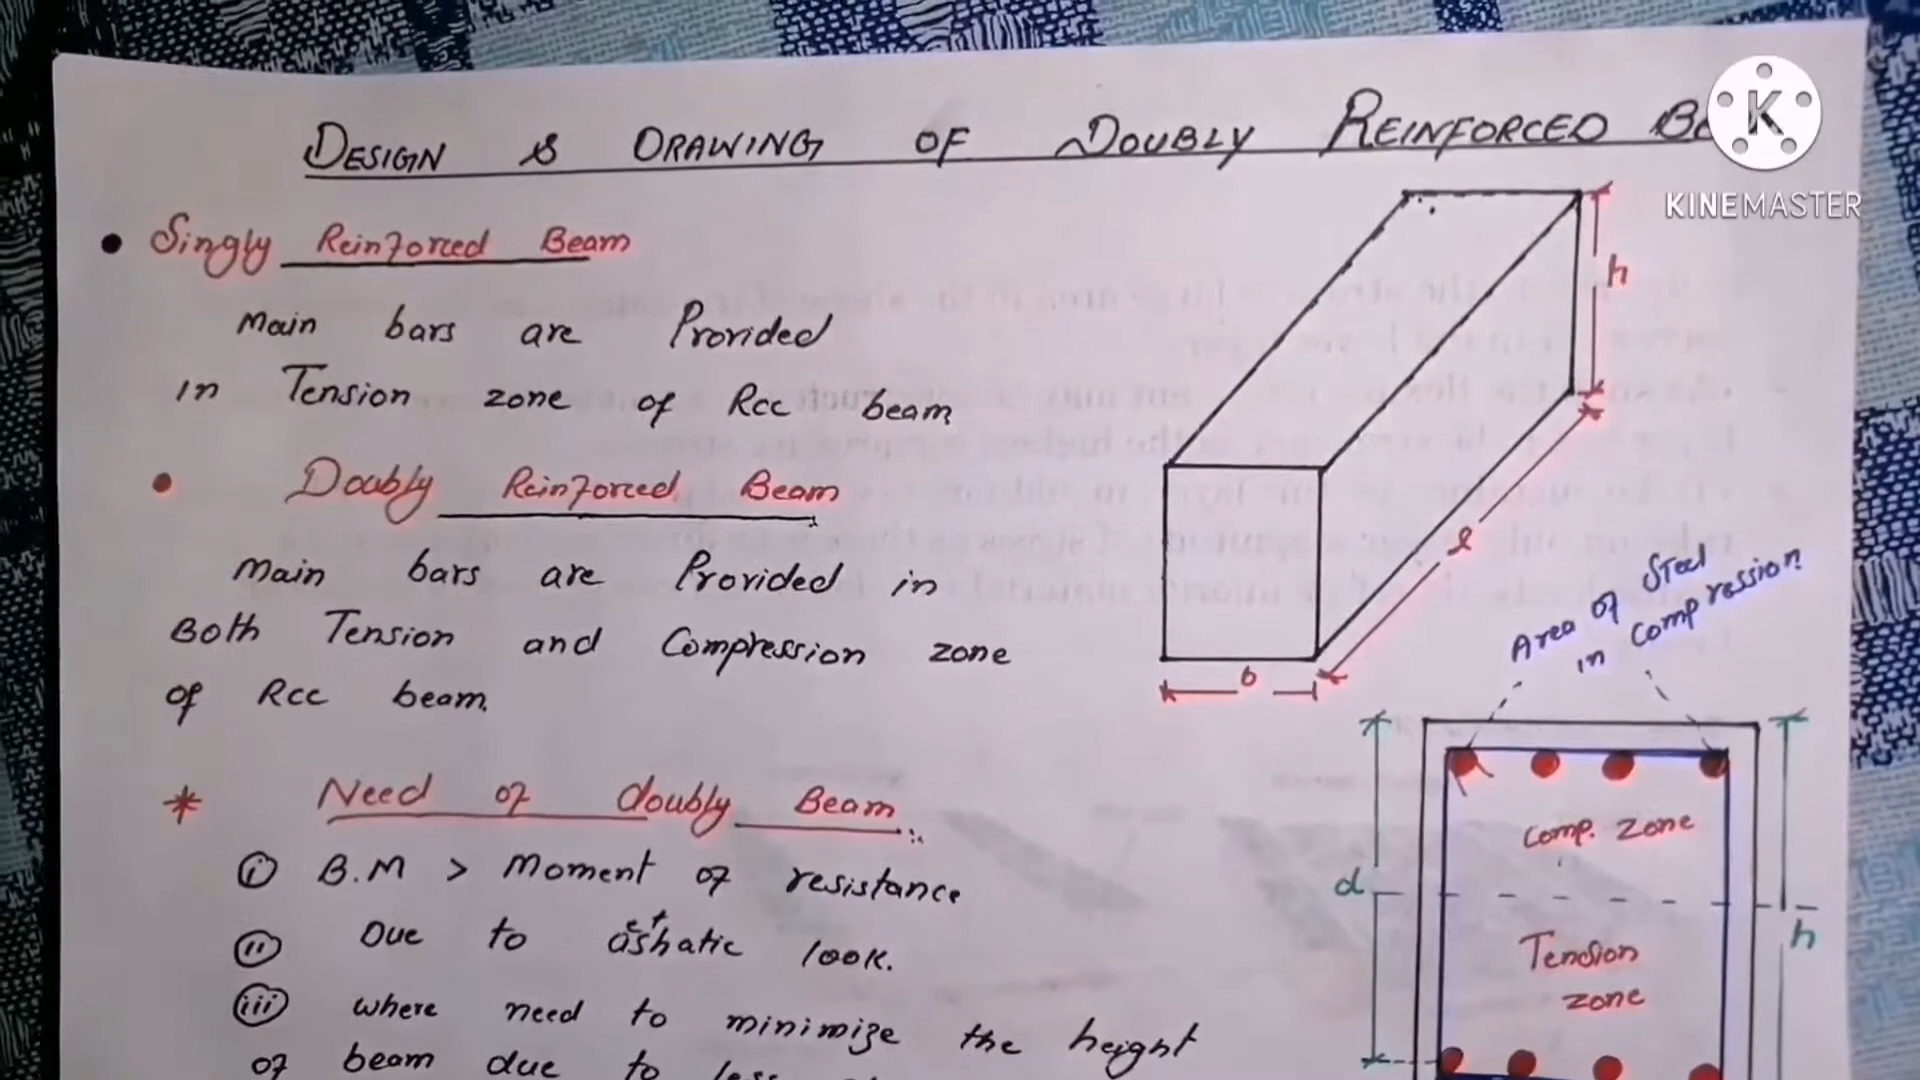 DESIGN & DRAWING OF DOUBLY REINFORCED
K
KINEMASTER
• Singly Reinforced Beam
main bars are Provided
in Tension zone of Rcc beam
• Doubly Reinforced Beam
main bars are Provided in
Both Tension and Compression zone
of Rcc beam.
* Need of doubly Beam :
(i) B.M > moment of resistance
(ii) Due to look.
(iii) where need to minimize the height
of beam due to
h
l
b
Area of Steel
in Compression
Comp. Zone
d
h
Tension
zone